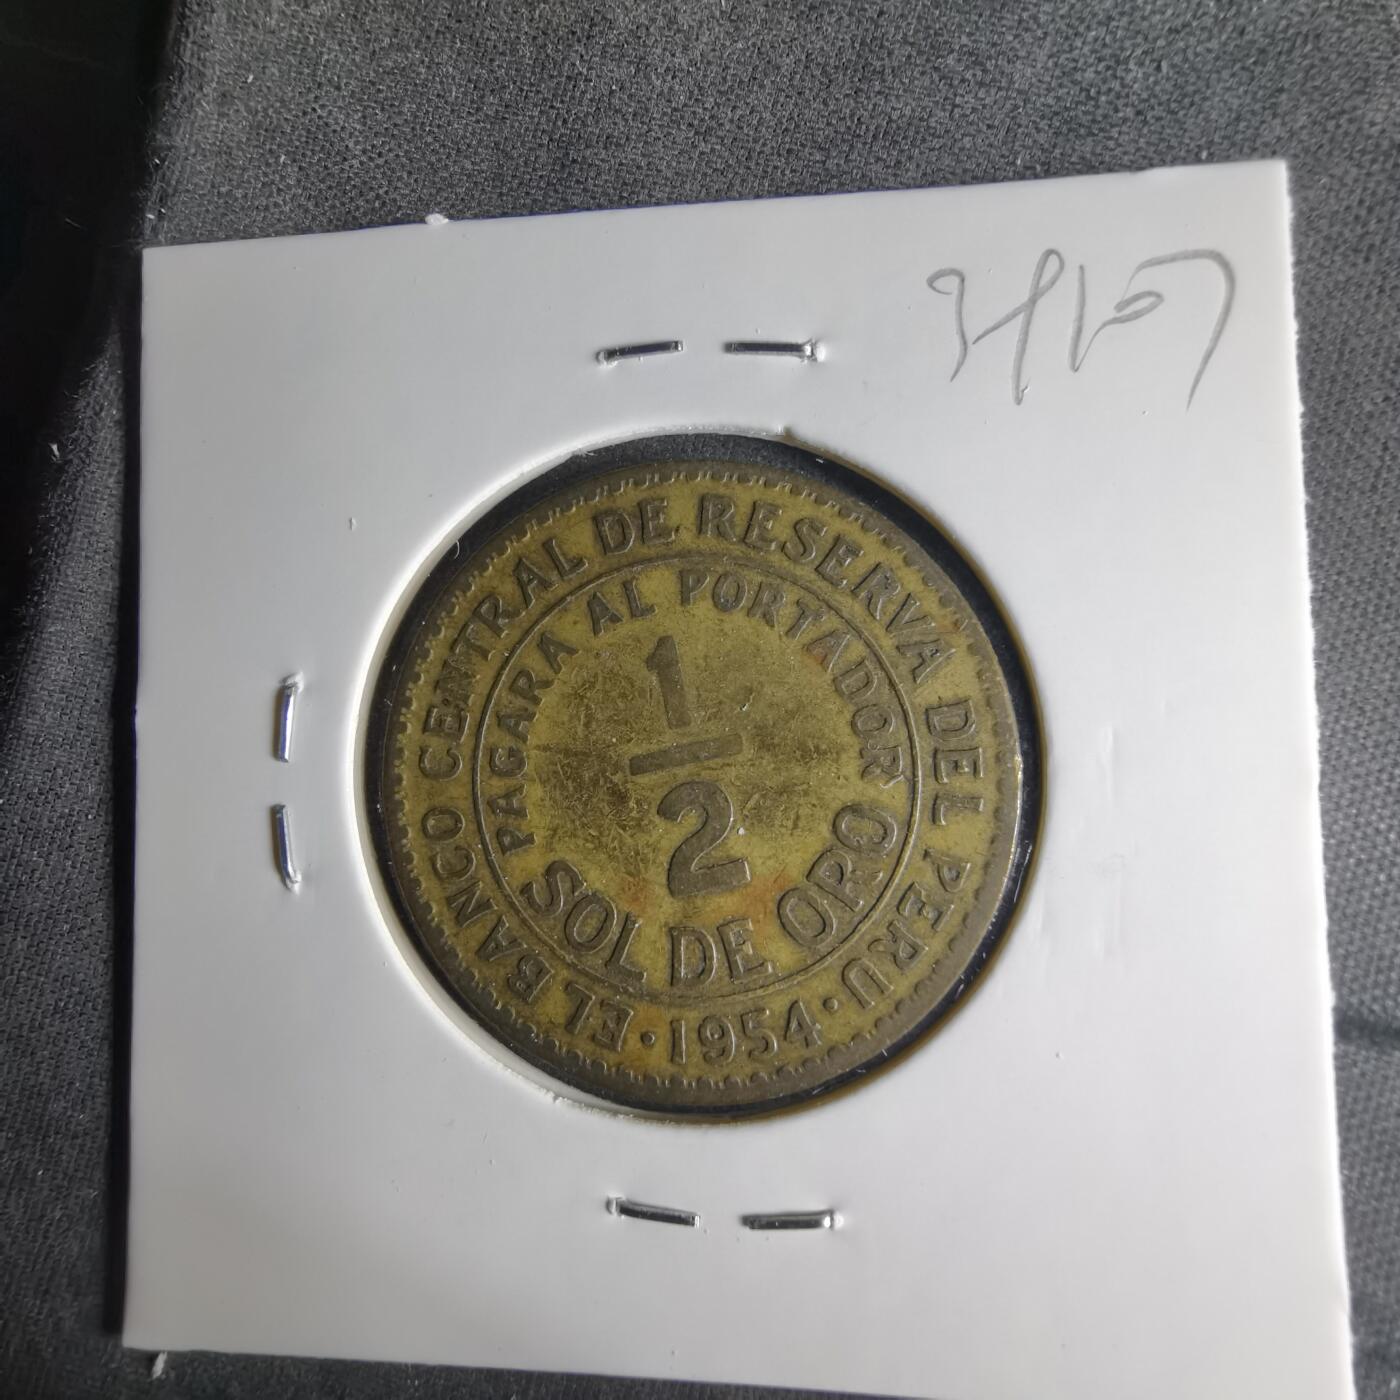 EL BANCO CENTRAL DE RESERVA DEL PERU
PAGARA AL PORTADOR
1
2
SOL DE ORO
· 1954 ·